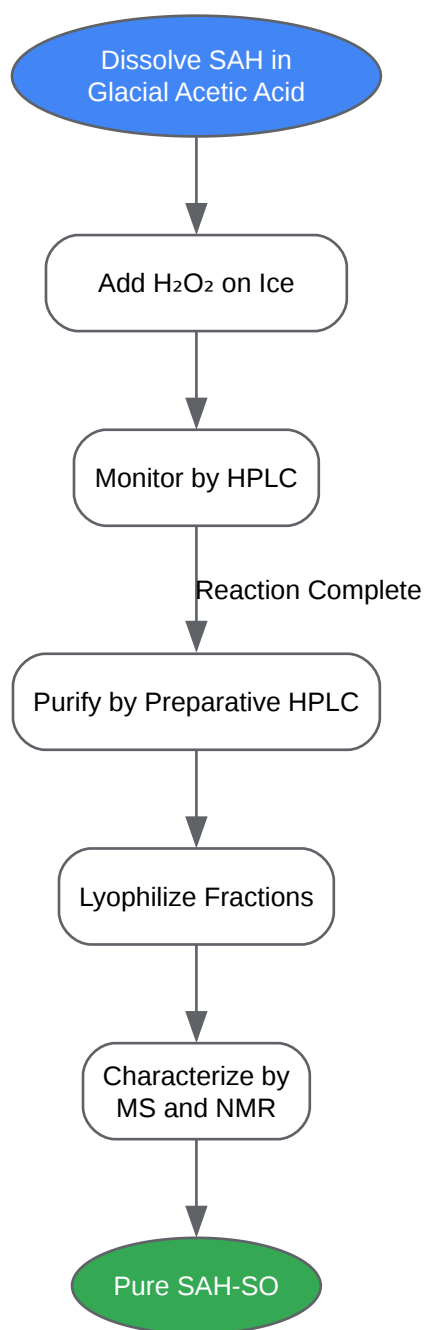 Dissolve SAH in
Glacial Acetic Acid
Add H₂O₂ on Ice
Monitor by HPLC
Reaction Complete
Purify by Preparative HPLC
Lyophilize Fractions
Characterize by
MS and NMR
Pure SAH-SO